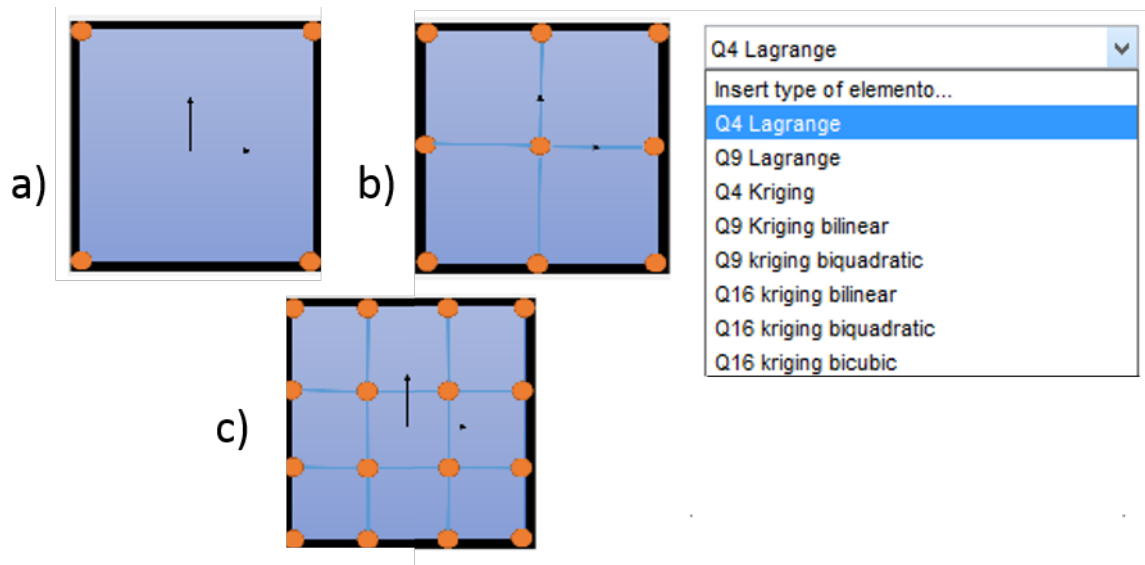 a)
b)
c)
Q4 Lagrange
Insert type of elemento...
Q4 Lagrange
Q9 Lagrange
Q4 Kriging
Q9 Kriging bilinear
Q9 kriging biquadratic
Q16 kriging bilinear
Q16 kriging biquadratic
Q16 kriging bicubic